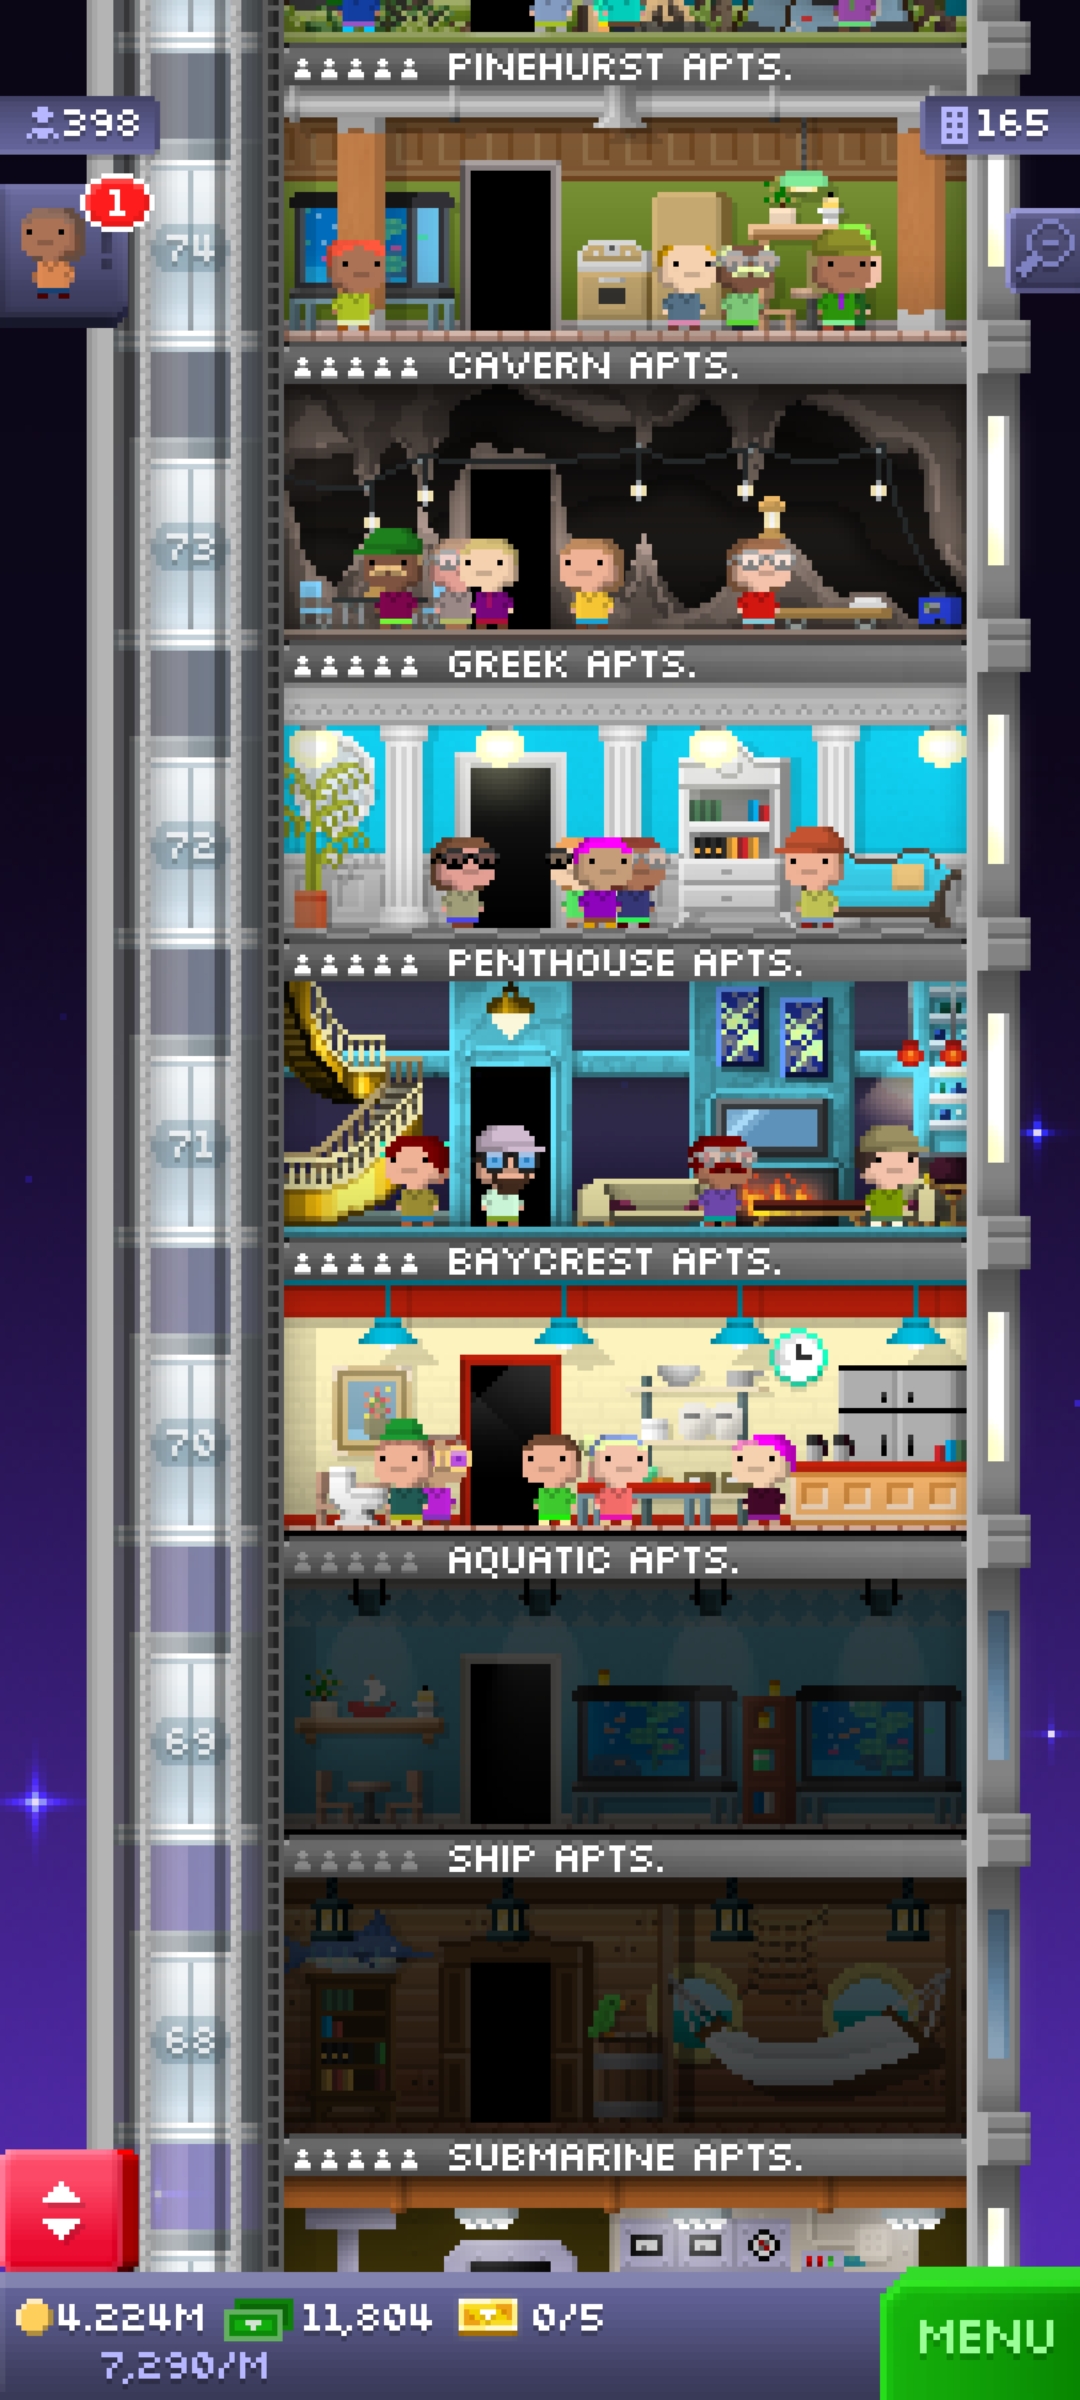 PINEHURST APTS.
398
165
1
74
CAVERN APTS.
73
GREEK APTS.
72
PENTHOUSE APTS.
71
BAYCREST APTS.
70
AQUATIC APTS.
69
SHIP APTS.
68
SUBMARINE APTS.
4.224M 11,804 0/5
7,290/M
MENU